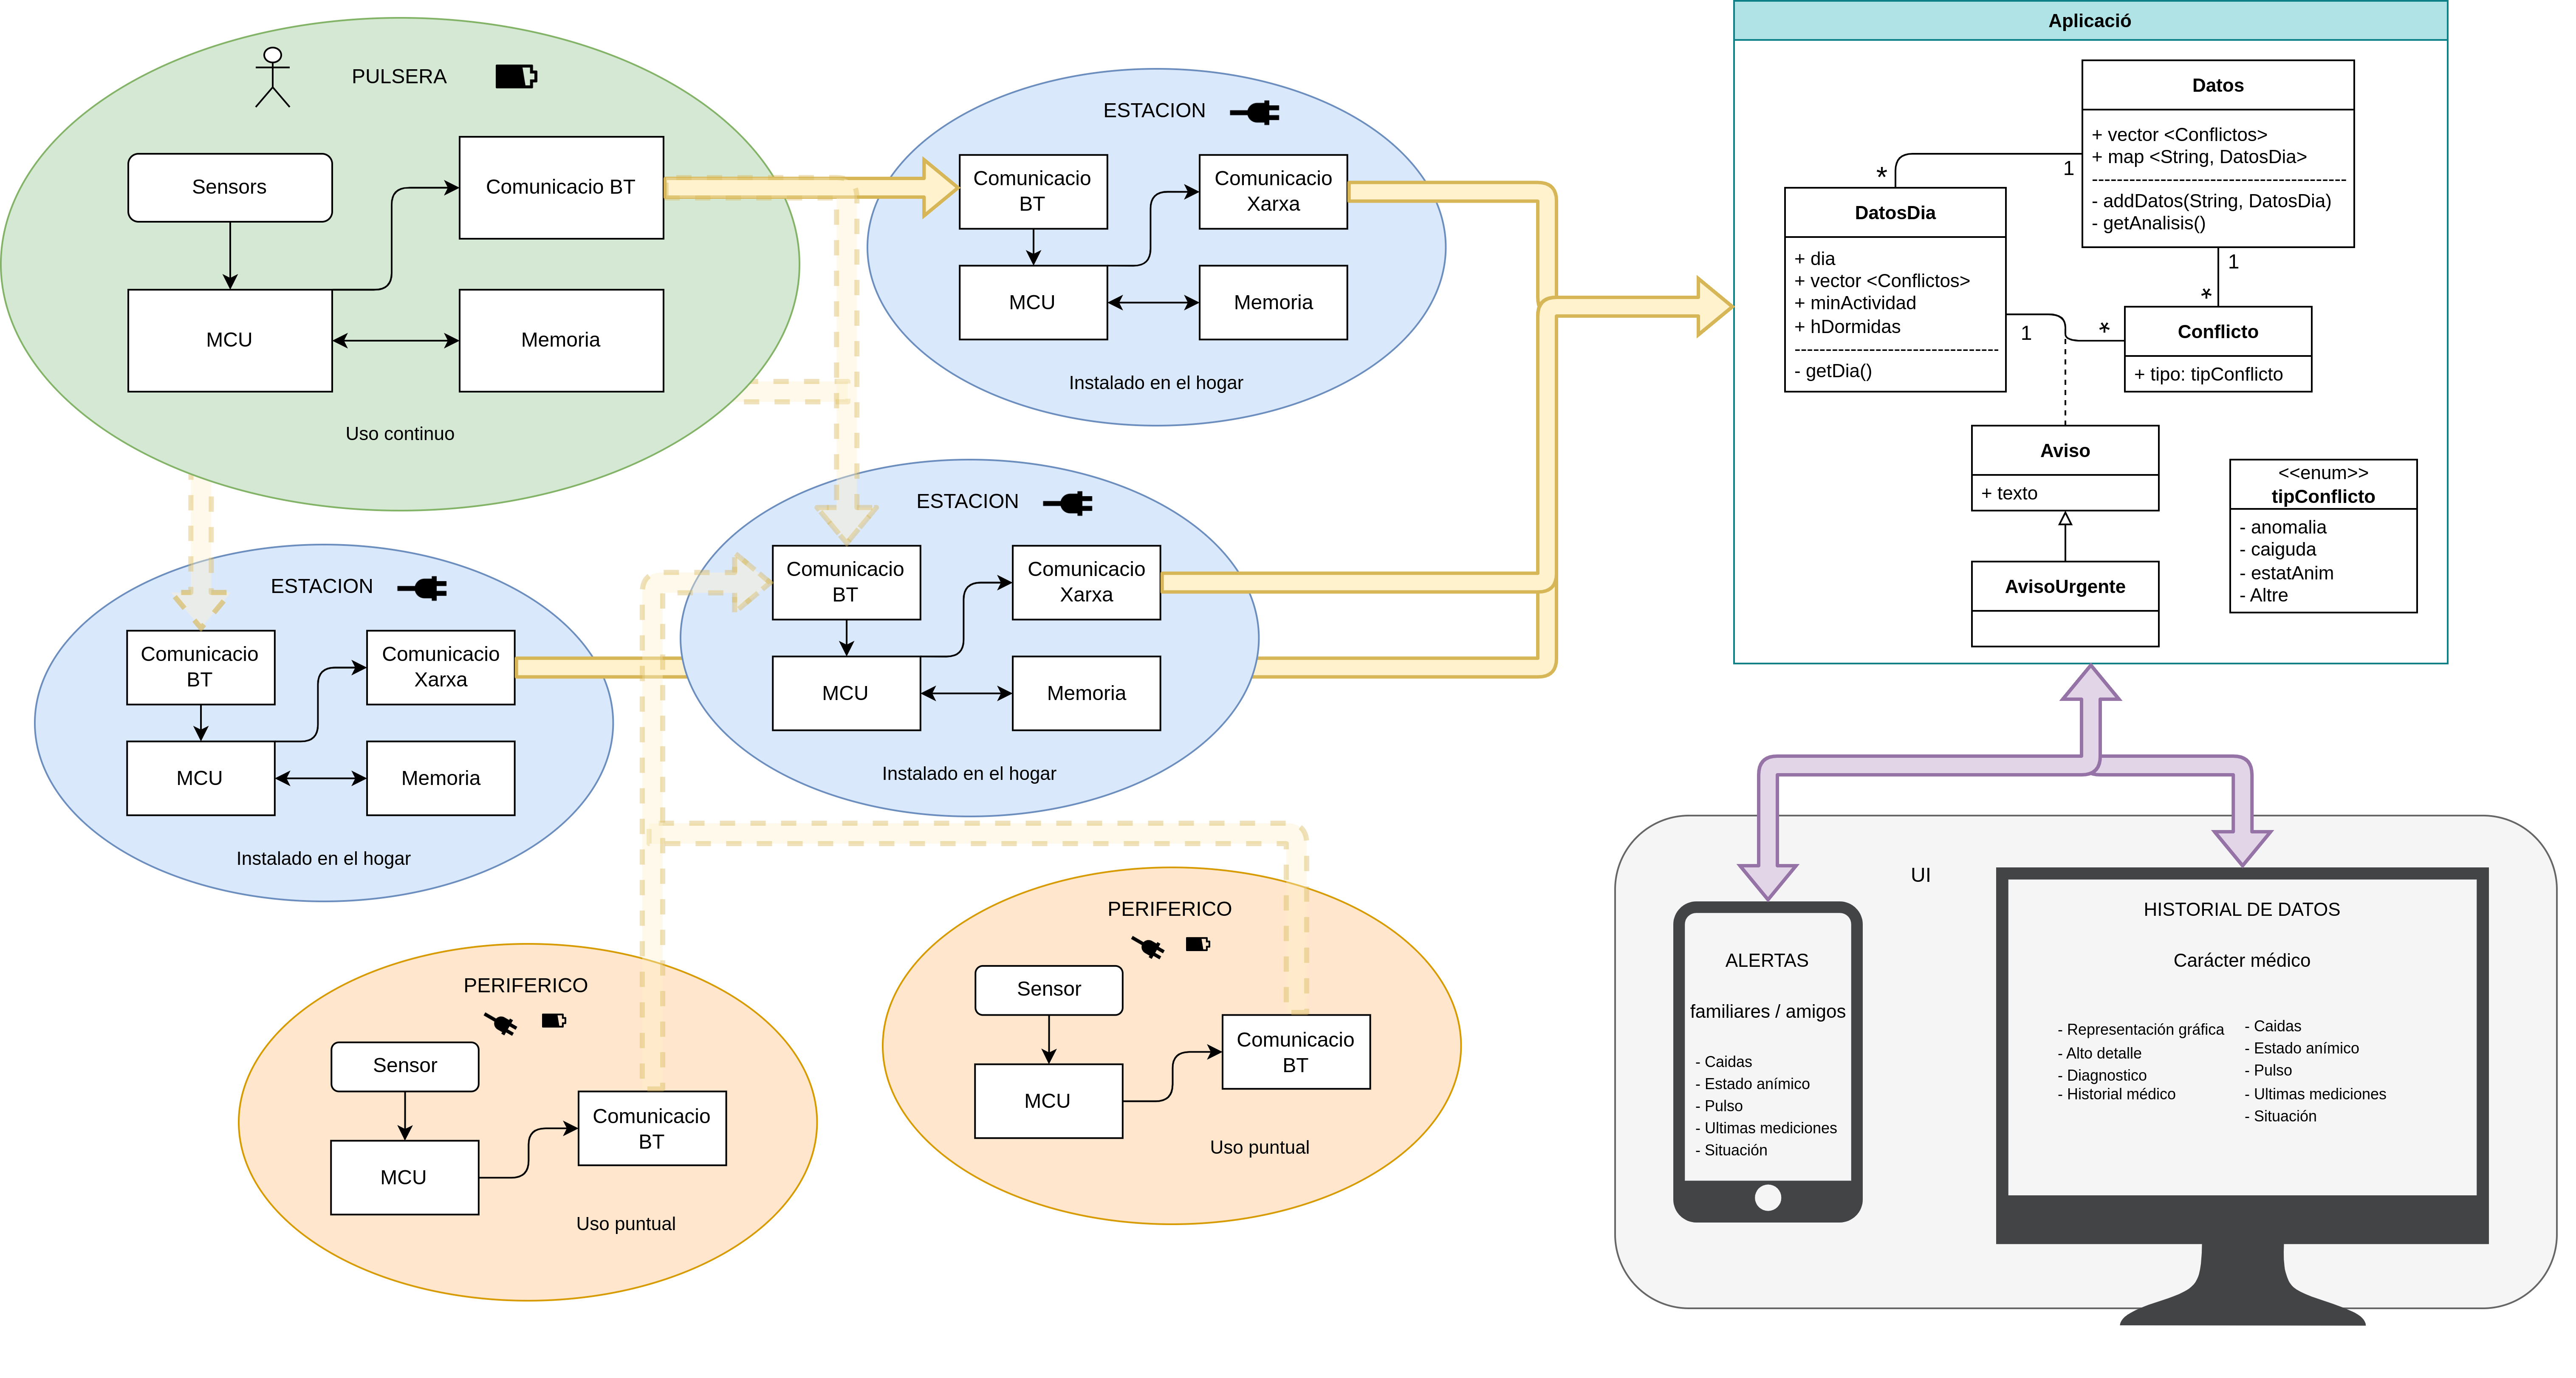 PULSERA
Sensors
Comunicacio BT
MCU
Memoria
Uso continuo
ESTACION
Comunicacio
BT
Comunicacio
Xarxa
MCU
Memoria
Instalado en el hogar
ESTACION
Comunicacio
BT
Comunicacio
Xarxa
MCU
Memoria
Instalado en el hogar
ESTACION
Comunicacio
BT
Comunicacio
Xarxa
MCU
Memoria
Instalado en el hogar
PERIFERICO
Sensor
MCU
Comunicacio
BT
Uso puntual
PERIFERICO
Sensor
MCU
Comunicacio
BT
Uso puntual
Aplicació
Datos
+ vector <Conflictos>
+ map <String, DatosDia>
----------------------------------------
- addDatos(String, DatosDia)
- getAnalisis()
*
1
DatosDia
+ dia
+ vector <Conflictos>
+ minActividad
+ hDormidas
--------------------------------
- getDia()
1
*
1
*
Conflicto
+ tipo: tipConflicto
Aviso
+ texto
AvisoUrgente
<<enum>>
tipConflicto
- anomalia
- caiguda
- estatAnim
- Altre
UI
ALERTAS
familiares / amigos
- Caidas
- Estado anímico
- Pulso
- Ultimas mediciones
- Situación
HISTORIAL DE DATOS
Carácter médico
- Representación gráfica
- Alto detalle
- Diagnostico
- Historial médico
- Caidas
- Estado anímico
- Pulso
- Ultimas mediciones
- Situación